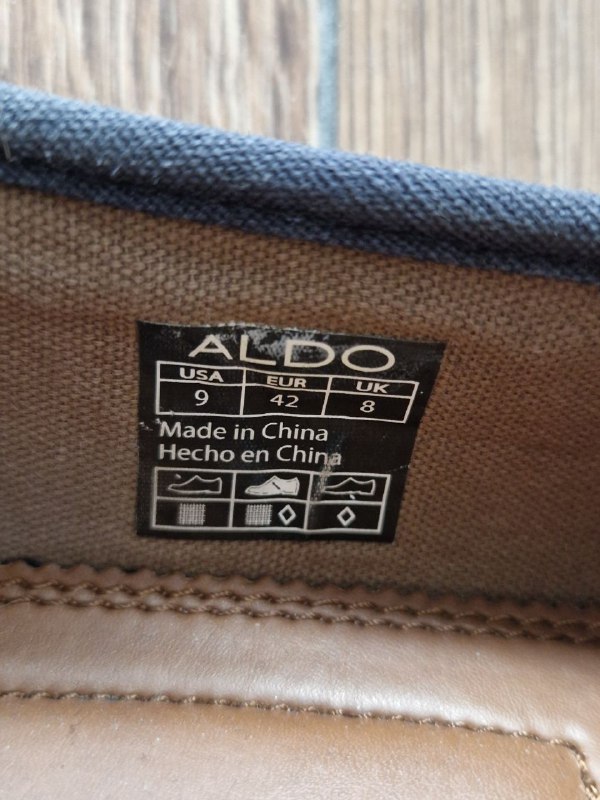 ALDO
USA EUR UK
9 42 8
Made in China
Hecho en China